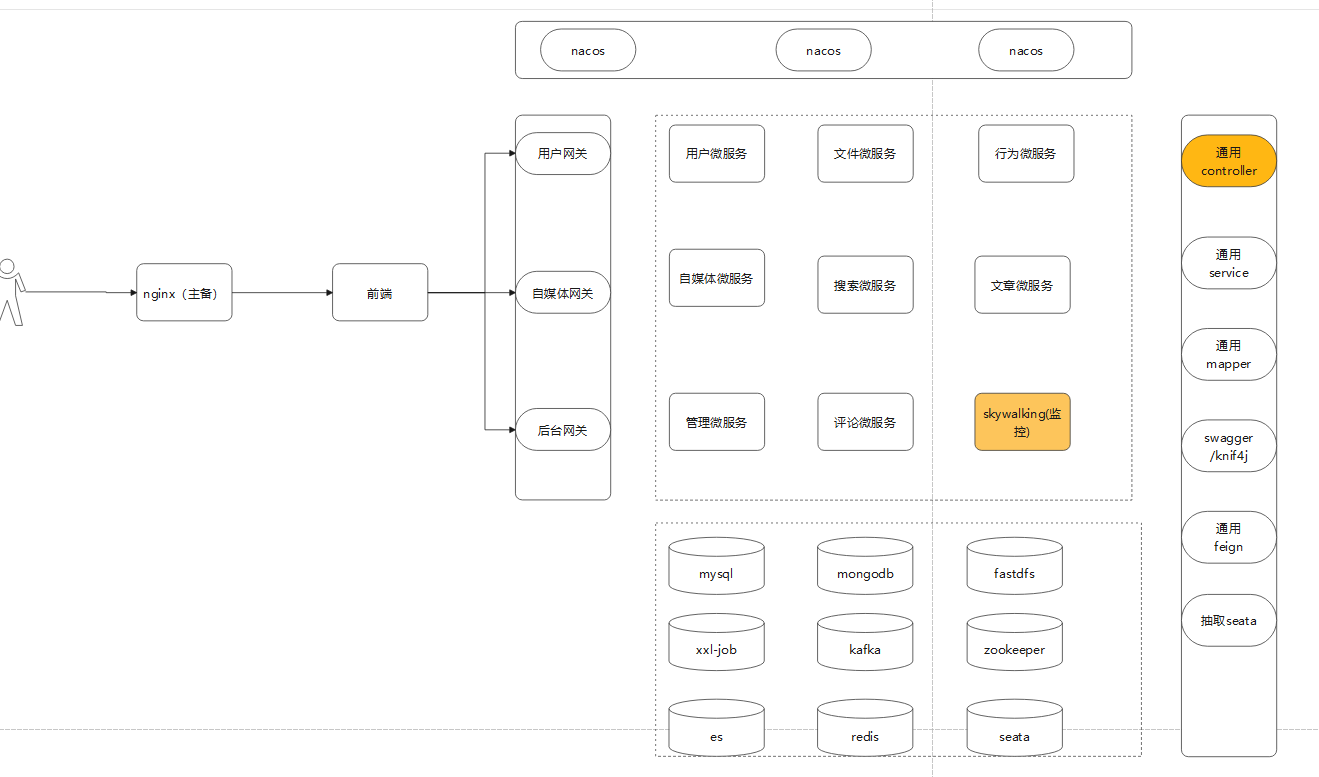 nacos
nacos
nacos
用户网关
自媒体网关
后台网关
nginx（主备）
前端
用户微服务
文件微服务
行为微服务
自媒体微服务
搜索微服务
文章微服务
管理微服务
评论微服务
skywalking(监
控)
mysql
mongodb
fastdfs
xxl-job
kafka
zookeeper
es
redis
seata
通用
controller
通用
service
通用
mapper
swagger
/knif4j
通用
feign
抽取seata